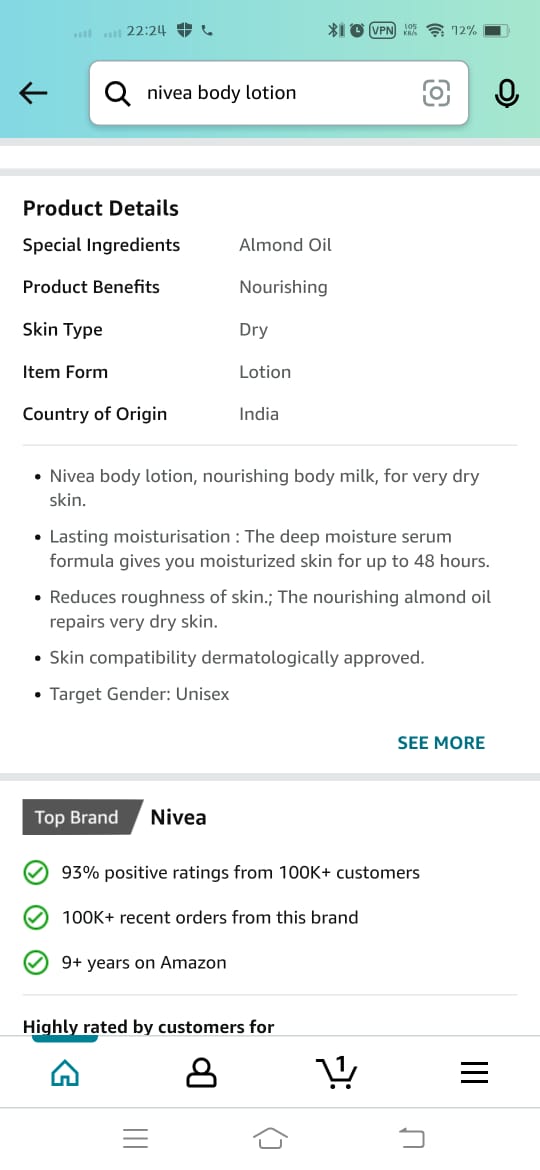 22:24
VPN
105
KB/s
72%
nivea body lotion
Product Details
Special Ingredients Almond Oil
Product Benefits Nourishing
Skin Type Dry
Item Form Lotion
Country of Origin India
• Nivea body lotion, nourishing body milk, for very dry
skin.
• Lasting moisturisation : The deep moisture serum
formula gives you moisturized skin for up to 48 hours.
• Reduces roughness of skin.; The nourishing almond oil
repairs very dry skin.
• Skin compatibility dermatologically approved.
• Target Gender: Unisex
SEE MORE
Top Brand Nivea
93% positive ratings from 100K+ customers
100K+ recent orders from this brand
9+ years on Amazon
Highly rated by customers for
1